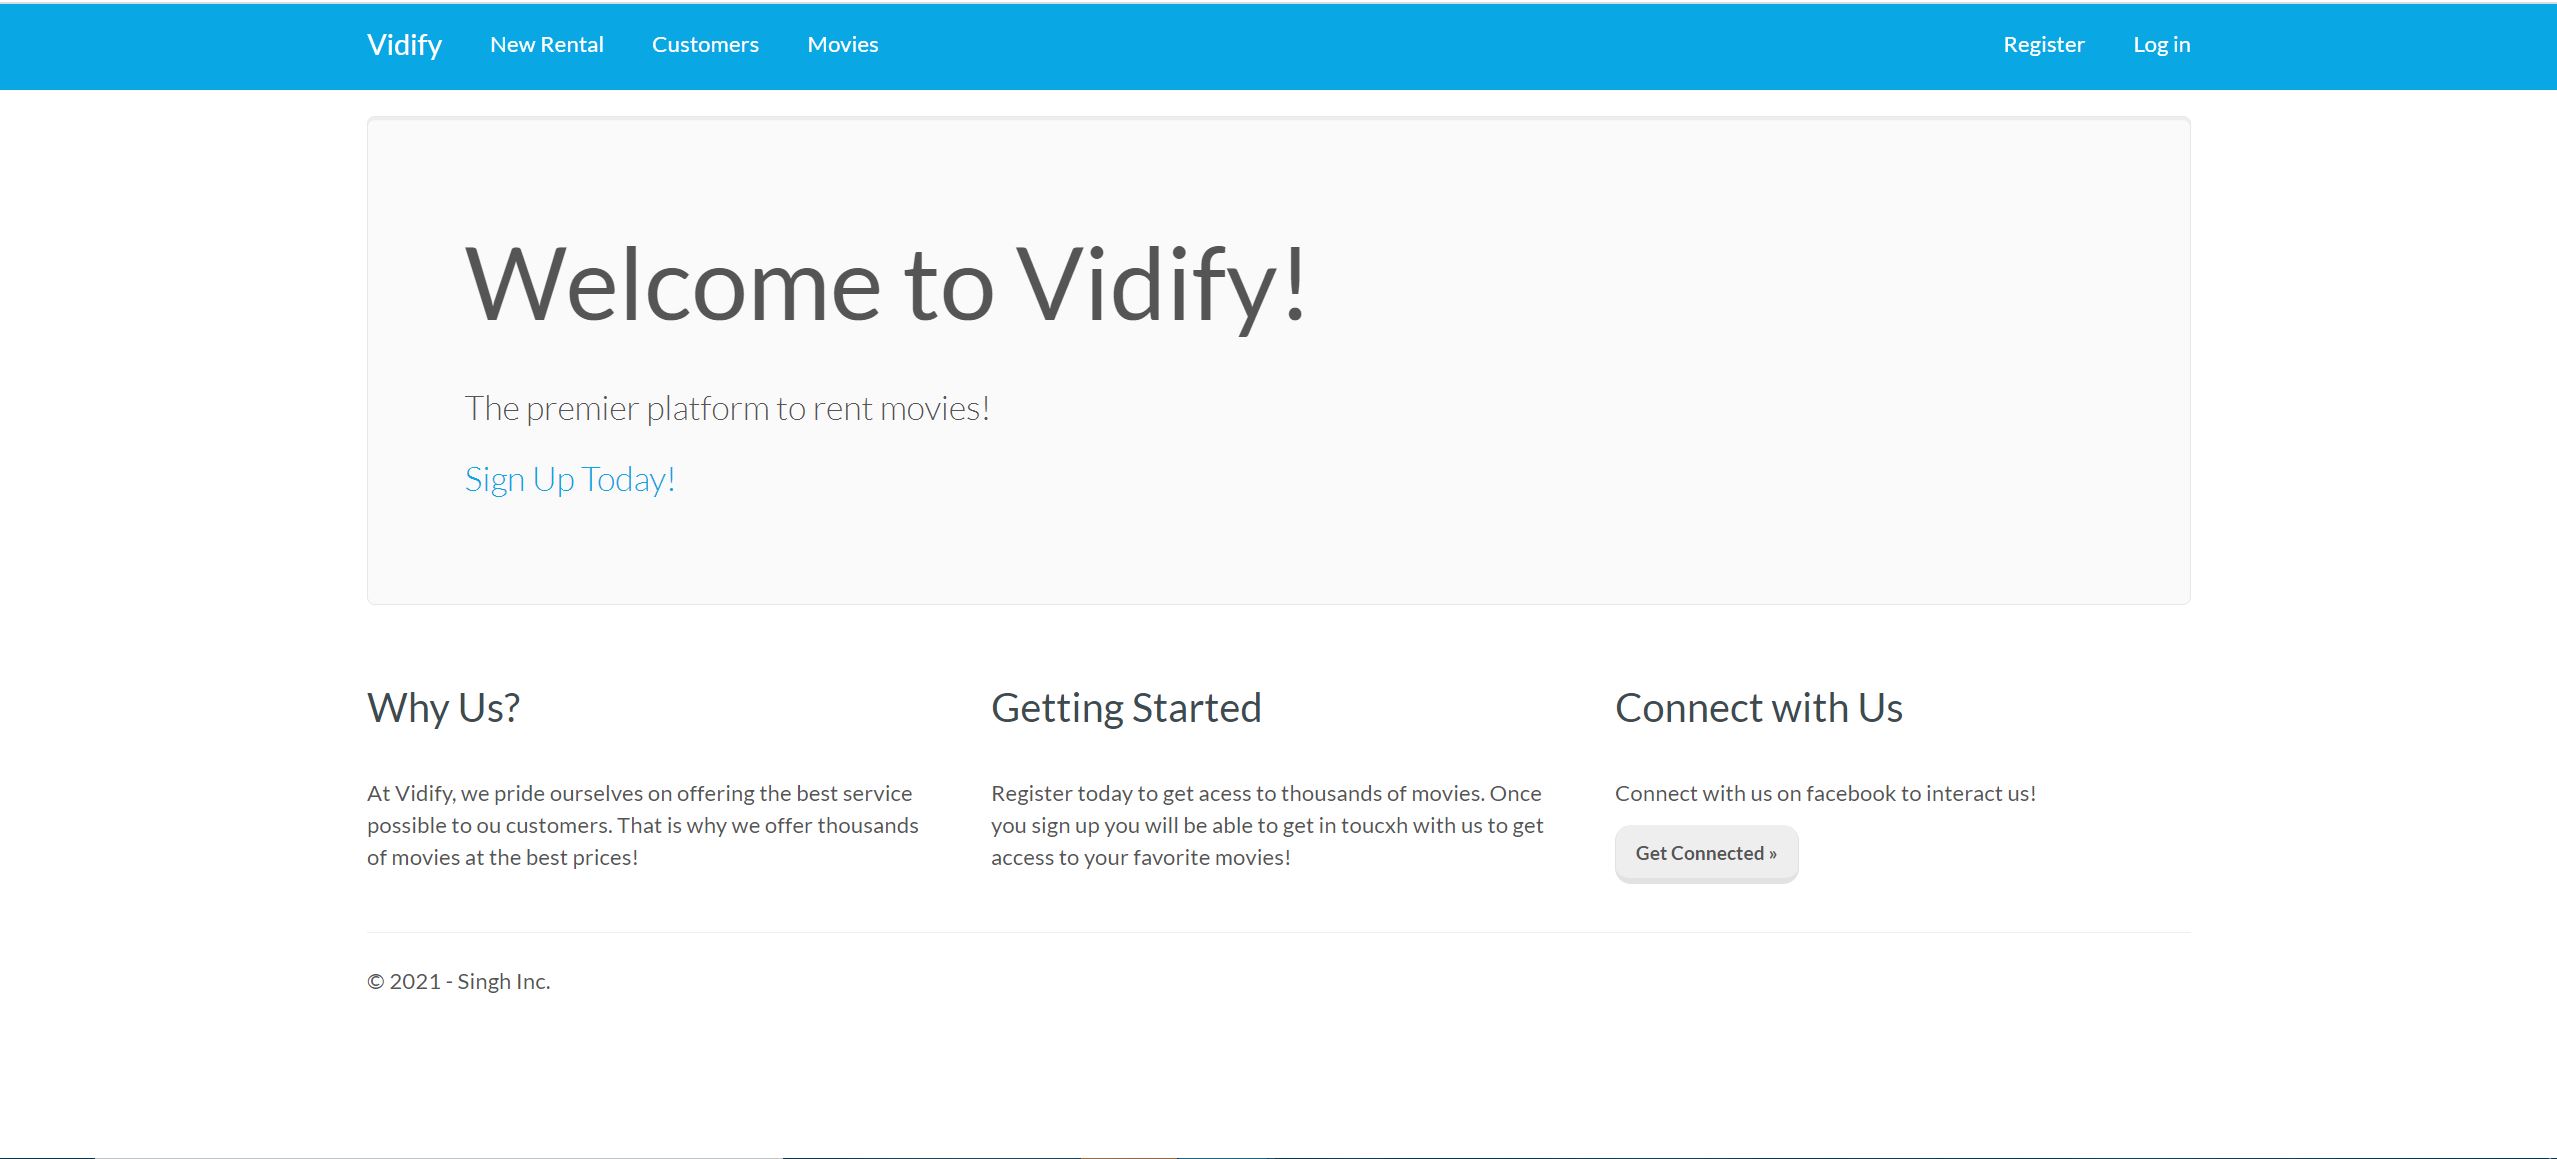 Vidify New Rental Customers Movies Register Log in
Welcome to Vidify!
The premier platform to rent movies!
Sign Up Today!
Why Us?
At Vidify, we pride ourselves on offering the best service
possible to ou customers. That is why we offer thousands
of movies at the best prices!
Getting Started
Register today to get acess to thousands of movies. Once
you sign up you will be able to get in toucxh with us to get
access to your favorite movies!
Connect with Us
Connect with us on facebook to interact us!
Get Connected »
© 2021 - Singh Inc.